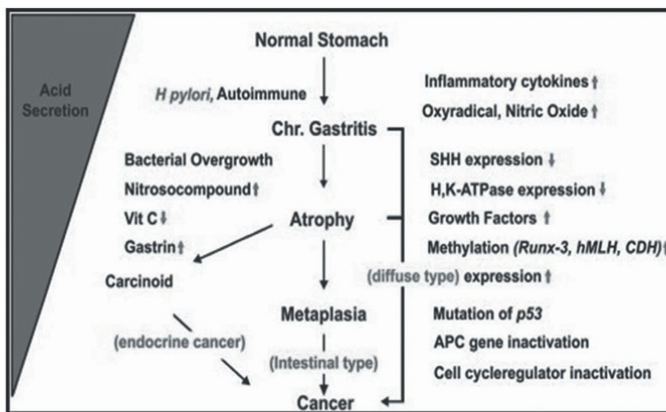 Normal Stomach
Acid
Secretion
H pylori, Autoimmune
Inflammatory cytokines↑
Oxyradical, Nitric Oxide↑
Chr. Gastritis
Bacterial Overgrowth
Nitrosocompound↑
Vit C↓
Gastrin↑
SHH expression ↓
H,K-ATPase expression↓
Growth Factors ↑
Methylation (Runx-3, hMLH, CDH)↑
Atrophy
(diffuse type) expression ↑
Carcinoid
Metaplasia
Mutation of p53
(endocrine cancer)
APC gene inactivation
(Intestinal type)
Cell cycleregulator inactivation
Cancer